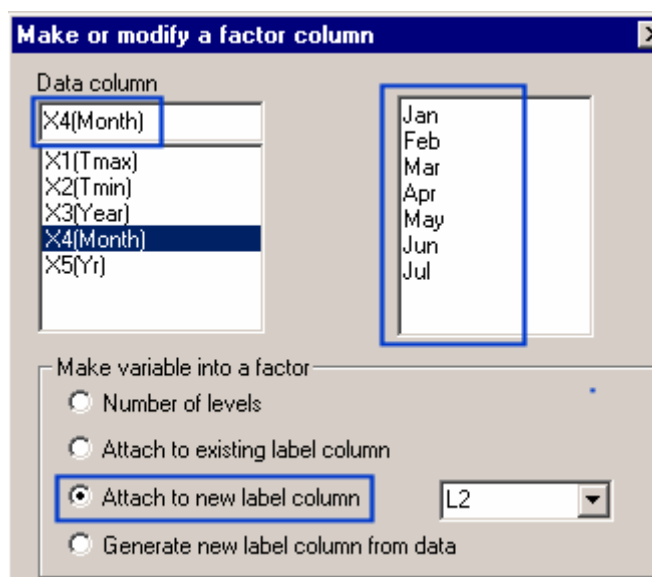 Make or modify a factor column
Data column
X4(Month)
X1(Tmax)
X2(Tmin)
X3(Year)
X4(Month)
X5(Yr)
Jan
Feb
Mar
Apr
May
Jun
Jul
Make variable into a factor
Number of levels
Attach to existing label column
Attach to new label column
L2
Generate new label column from data